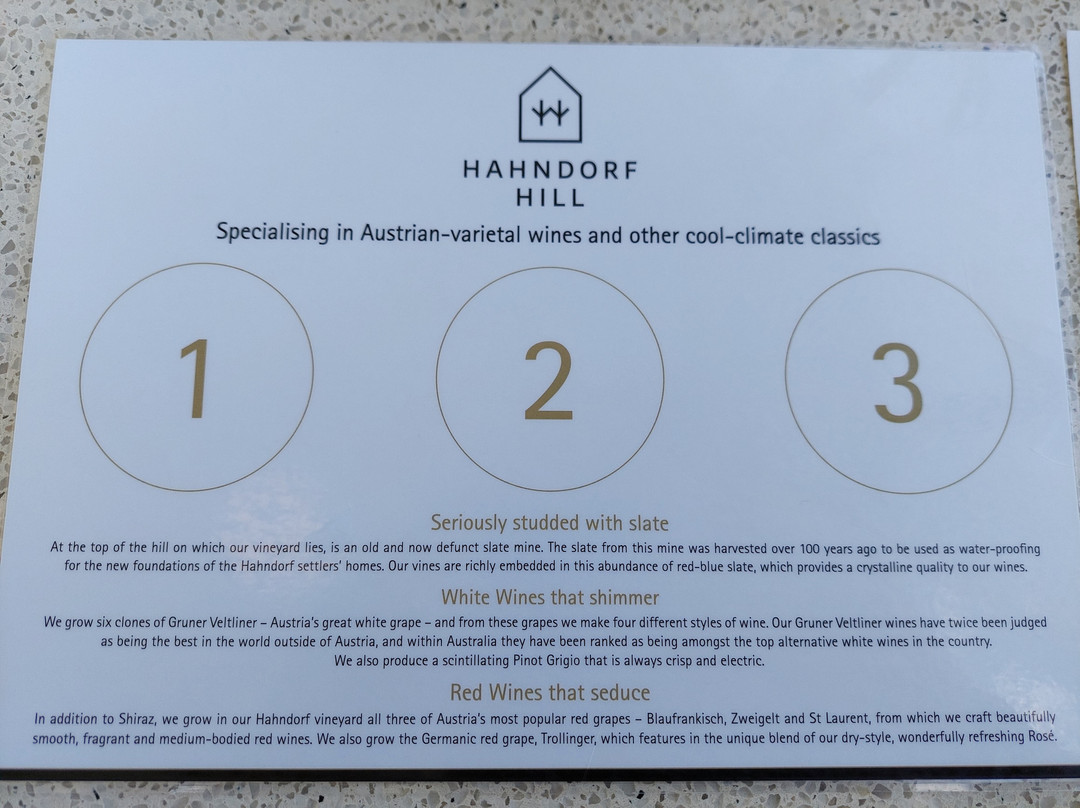 HAHNDORF
HILL
Specialising in Austrian-varietal wines and other cool-climate classics
1 2 3
Seriously studded with slate
At the top of the hill on which our vineyard lies, is an old and now defunct slate mine. The slate from this mine was harvested over 100 years ago to be used as water-proofing
for the new foundations of the Hahndorf settlers' homes. Our vines are richly embedded in this abundance of red-blue slate, which provides a crystalline quality to our wines.
White Wines that shimmer
We grow six clones of Gruner Veltliner – Austria's great white grape – and from these grapes we make four different styles of wine. Our Gruner Veltliner wines have twice been judged
as being the best in the world outside of Austria, and within Australia they have been ranked as being amongst the top alternative white wines in the country.
We also produce a scintillating Pinot Grigio that is always crisp and electric.
Red Wines that seduce
In addition to Shiraz, we grow in our Hahndorf vineyard all three of Austria's most popular red grapes – Blaufrankisch, Zweigelt and St Laurent, from which we craft beautifully
smooth, fragrant and medium-bodied red wines. We also grow the Germanic red grape, Trollinger, which features in the unique blend of our dry-style, wonderfully refreshing Rosé.